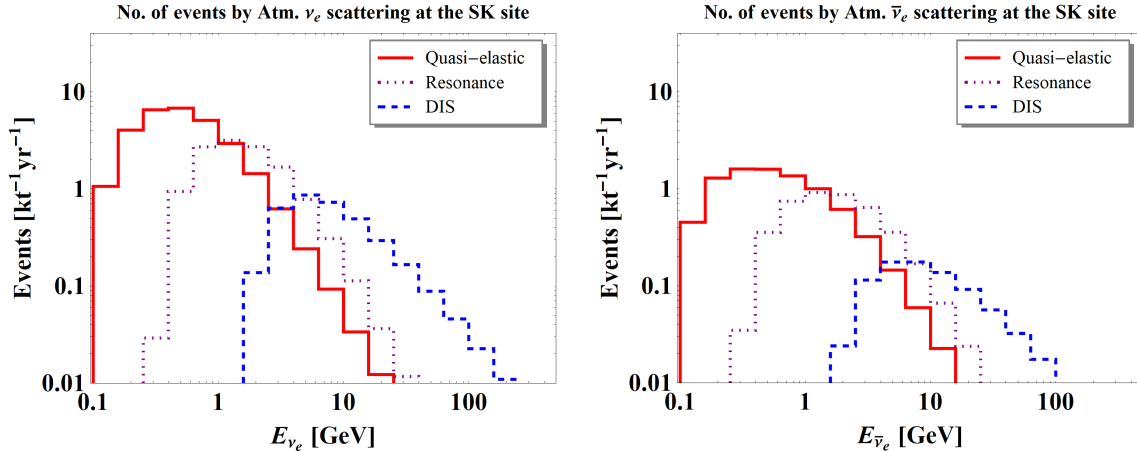 No. of events by Atm. νe scattering at the SK site
Quasi–elastic
Resonance
DIS
Events [kt−1yr−1]
10
1
0.1
0.01
0.1
1
10
100
Eνe [GeV]
No. of events by Atm. ν̄e scattering at the SK site
Quasi–elastic
Resonance
DIS
Events [kt−1yr−1]
10
1
0.1
0.01
0.1
1
10
100
Eν̄e [GeV]